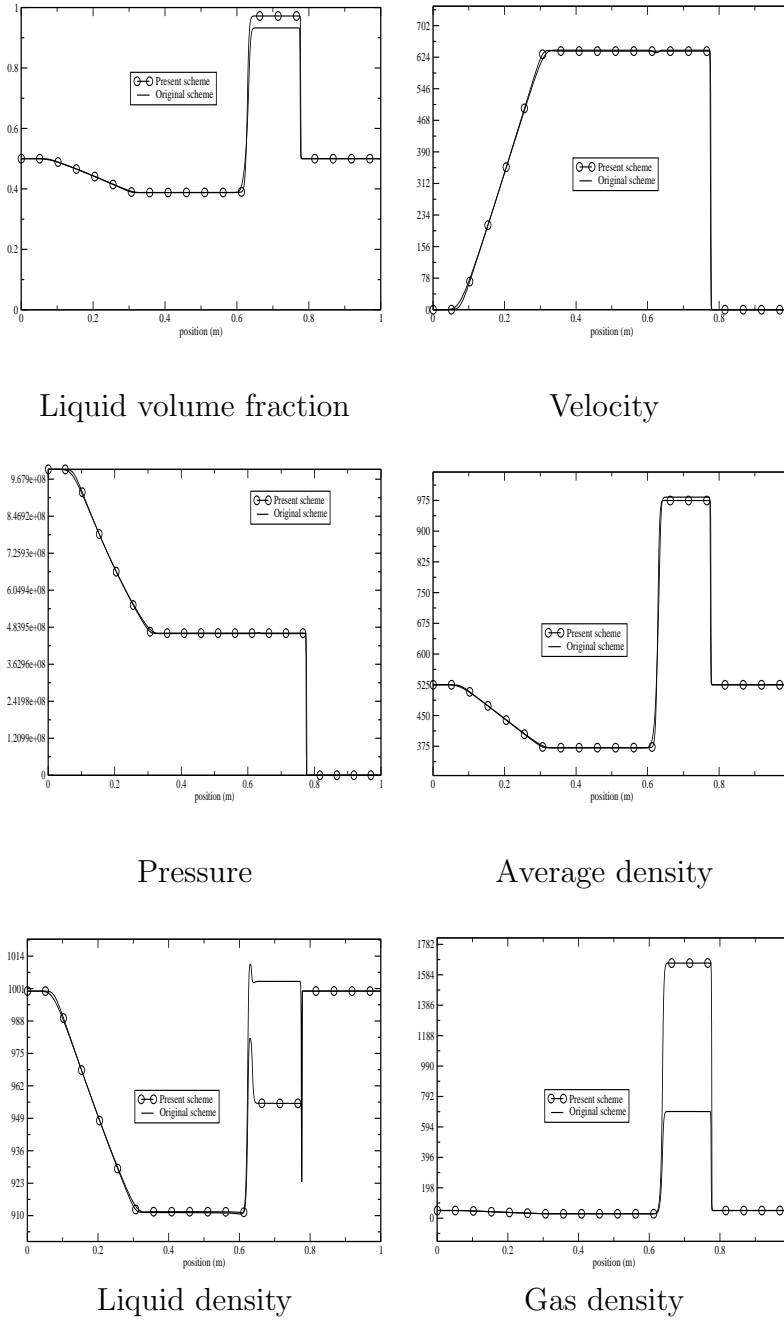 1
0.8
0.6
0.4
0.2
0
0 0.2 0.4 0.6 0.8 1
position (m)
Present scheme
Original scheme
Liquid volume fraction
702
624
546
468
390
312
234
156
78
0
0 0.2 0.4 0.6 0.8
position (m)
Present scheme
Original scheme
Velocity
9.679e+08
8.4692e+08
7.2593e+08
6.0494e+08
4.8395e+08
3.6296e+08
2.4198e+08
1.2099e+08
0
0 0.2 0.4 0.6 0.8 1
position (m)
Present scheme
Original scheme
Pressure
975
900
825
750
675
600
525
450
375
0 0.2 0.4 0.6 0.8
position (m)
Present scheme
Original scheme
Average density
1014
1001
988
975
962
949
936
923
910
0 0.2 0.4 0.6 0.8 1
position (m)
Present scheme
Original scheme
Liquid density
1782
1584
1386
1188
990
792
594
396
198
0
0 0.2 0.4 0.6 0.8
position (m)
Present scheme
Original scheme
Gas density